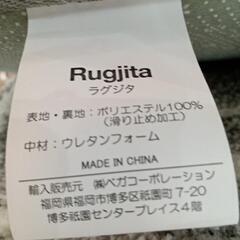 Rugjita
ラグジタ
表地・裏地：ポリエステル100%
（滑り止め加工）
中材：ウレタンフォーム
MADE IN CHINA
輸入販売元 ㈱ベガコーポレーション
福岡県福岡市博多区祇園町7-20
博多祇園センタープレイス４階